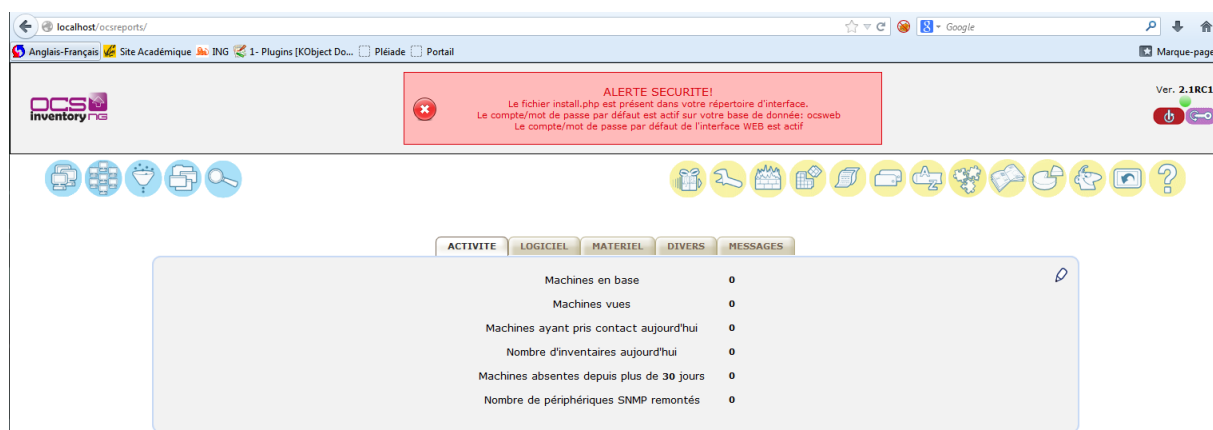 localhost/ocsreports/
Google
Anglais-Français Site Académique ING 1- Plugins [KObject Do... Pléiade Portail
Marque-page
OCS
inventory NG
ALERTE SECURITE!
Le fichier install.php est présent dans votre répertoire d'interface.
Le compte/mot de passe par défaut est actif sur votre base de donnée: ocsweb
Le compte/mot de passe par défaut de l'interface WEB est actif
Ver. 2.1RC1
ACTIVITE LOGICIEL MATERIEL DIVERS MESSAGES
Machines en base 0
Machines vues 0
Machines ayant pris contact aujourd'hui 0
Nombre d'inventaires aujourd'hui 0
Machines absentes depuis plus de 30 jours 0
Nombre de périphériques SNMP remontés 0